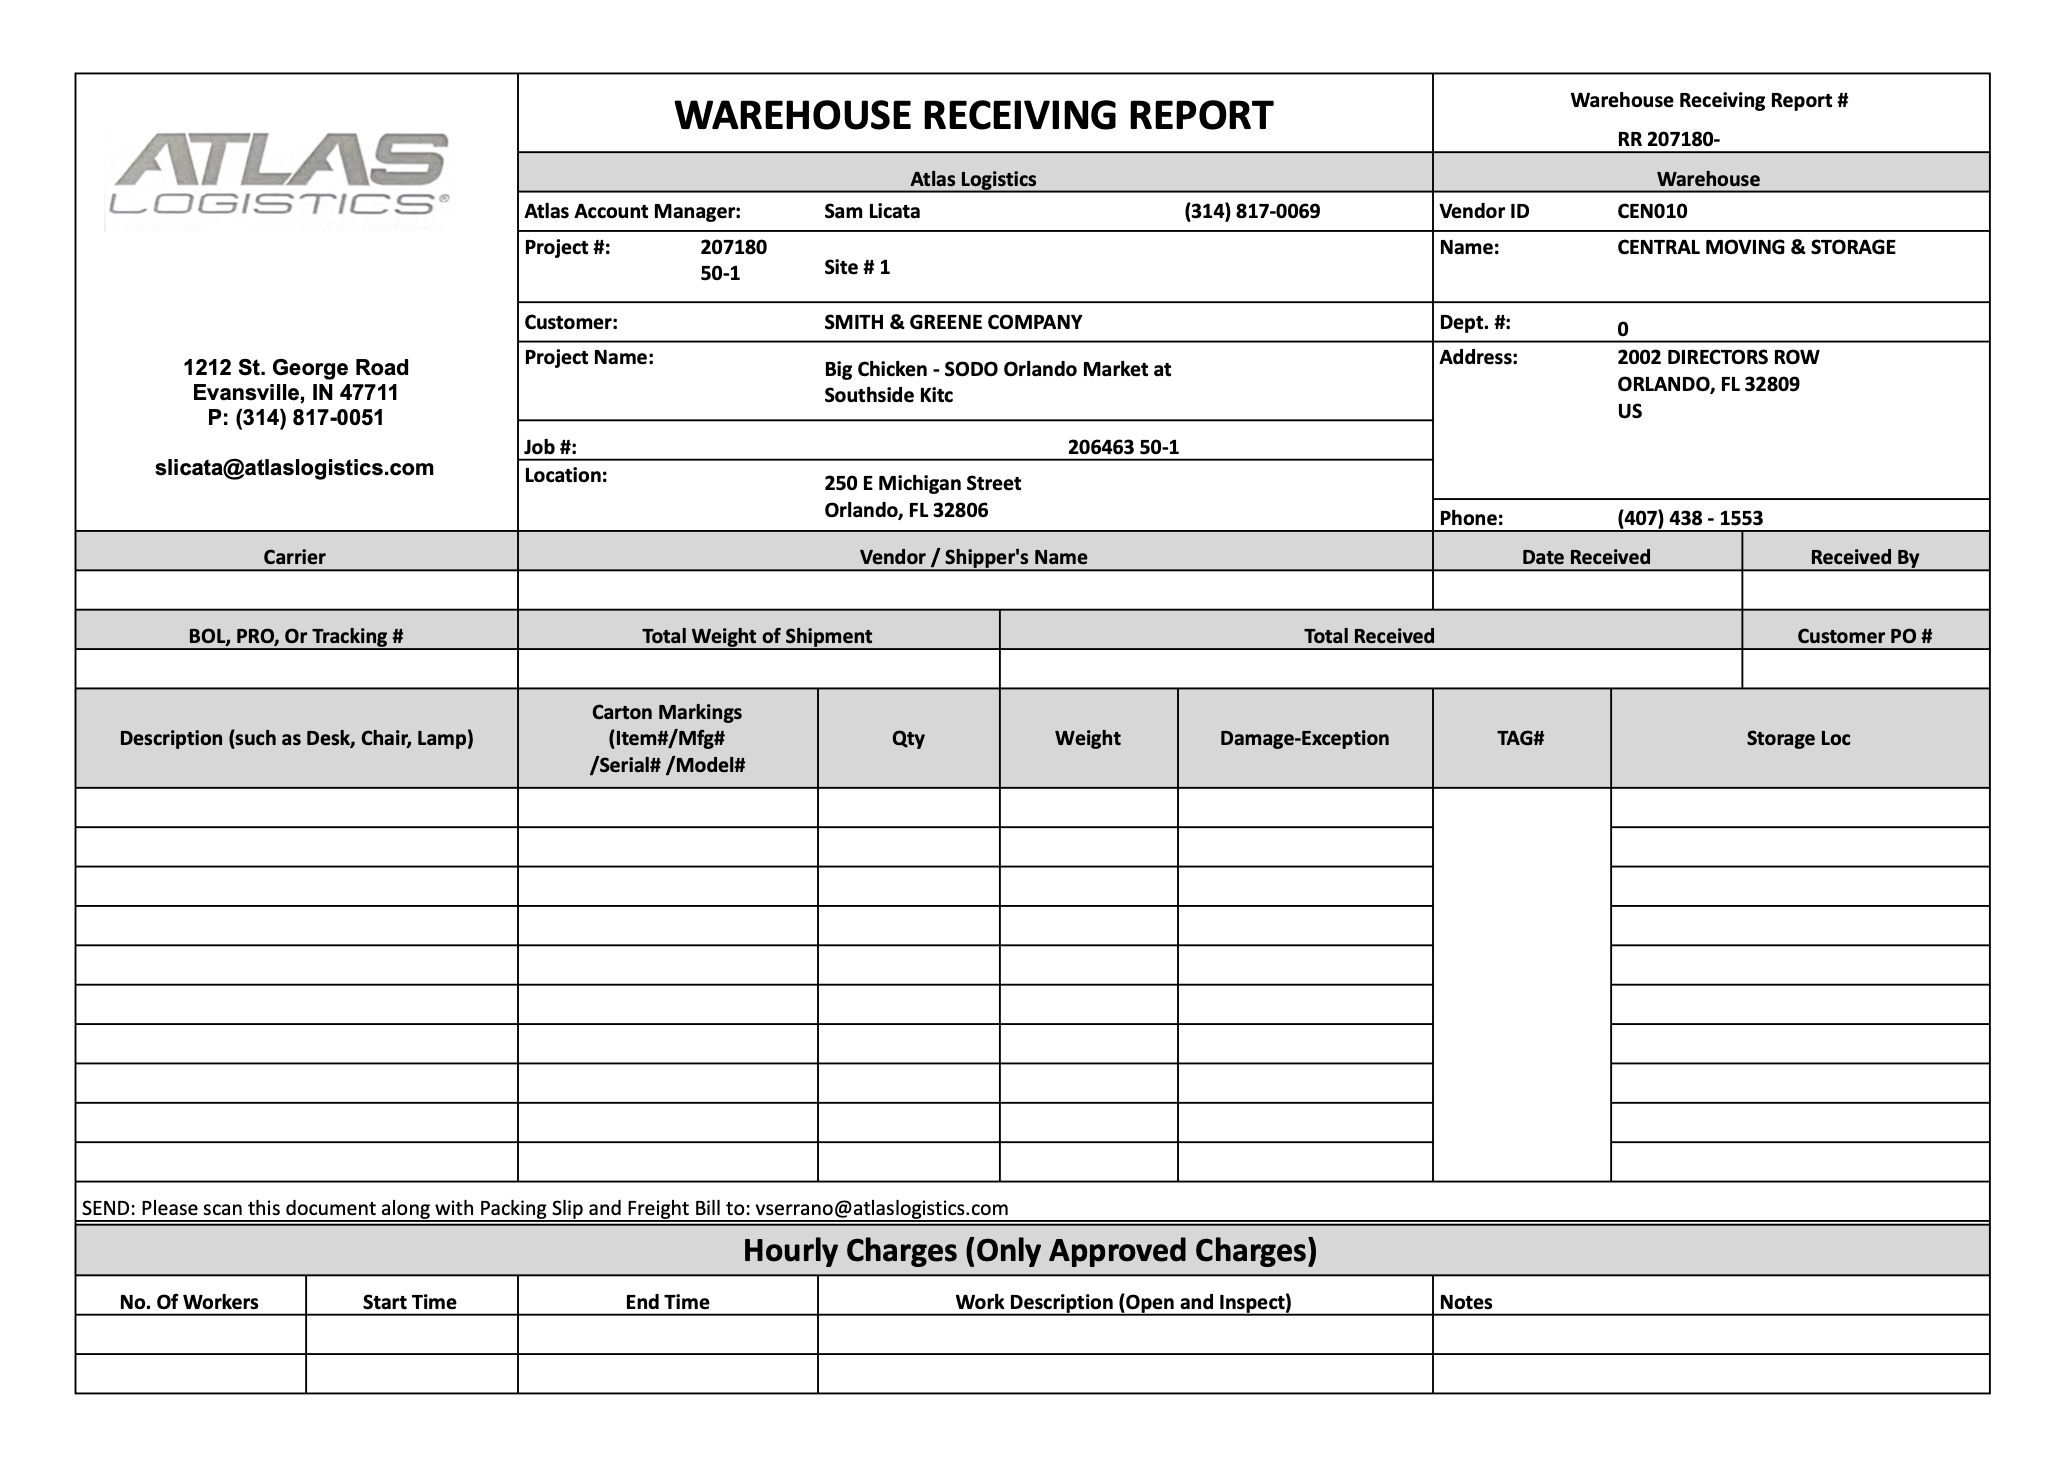 ATLAS
LOGISTICS®
1212 St. George Road
Evansville, IN 47711
P: (314) 817-0051
slicata@atlaslogistics.com
WAREHOUSE RECEIVING REPORT
Warehouse Receiving Report #
RR 207180-
Atlas Logistics
Warehouse
Atlas Account Manager: Sam Licata (314) 817-0069
Vendor ID CEN010
Project #: 207180
50-1
Site # 1
Name: CENTRAL MOVING & STORAGE
Customer: SMITH & GREENE COMPANY
Dept. #: 0
Project Name: Big Chicken - SODO Orlando Market at
Southside Kitc
Address: 2002 DIRECTORS ROW
ORLANDO, FL 32809
US
Job #: 206463 50-1
Location: 250 E Michigan Street
Orlando, FL 32806
Phone: (407) 438 - 1553
Carrier Vendor / Shipper's Name Date Received Received By
BOL, PRO, Or Tracking # Total Weight of Shipment Total Received Customer PO #
Description (such as Desk, Chair, Lamp)
Carton Markings
(Item#/Mfg#
/Serial# /Model#
Qty Weight Damage-Exception TAG# Storage Loc
SEND: Please scan this document along with Packing Slip and Freight Bill to: vserrano@atlaslogistics.com
Hourly Charges (Only Approved Charges)
No. Of Workers Start Time End Time Work Description (Open and Inspect) Notes